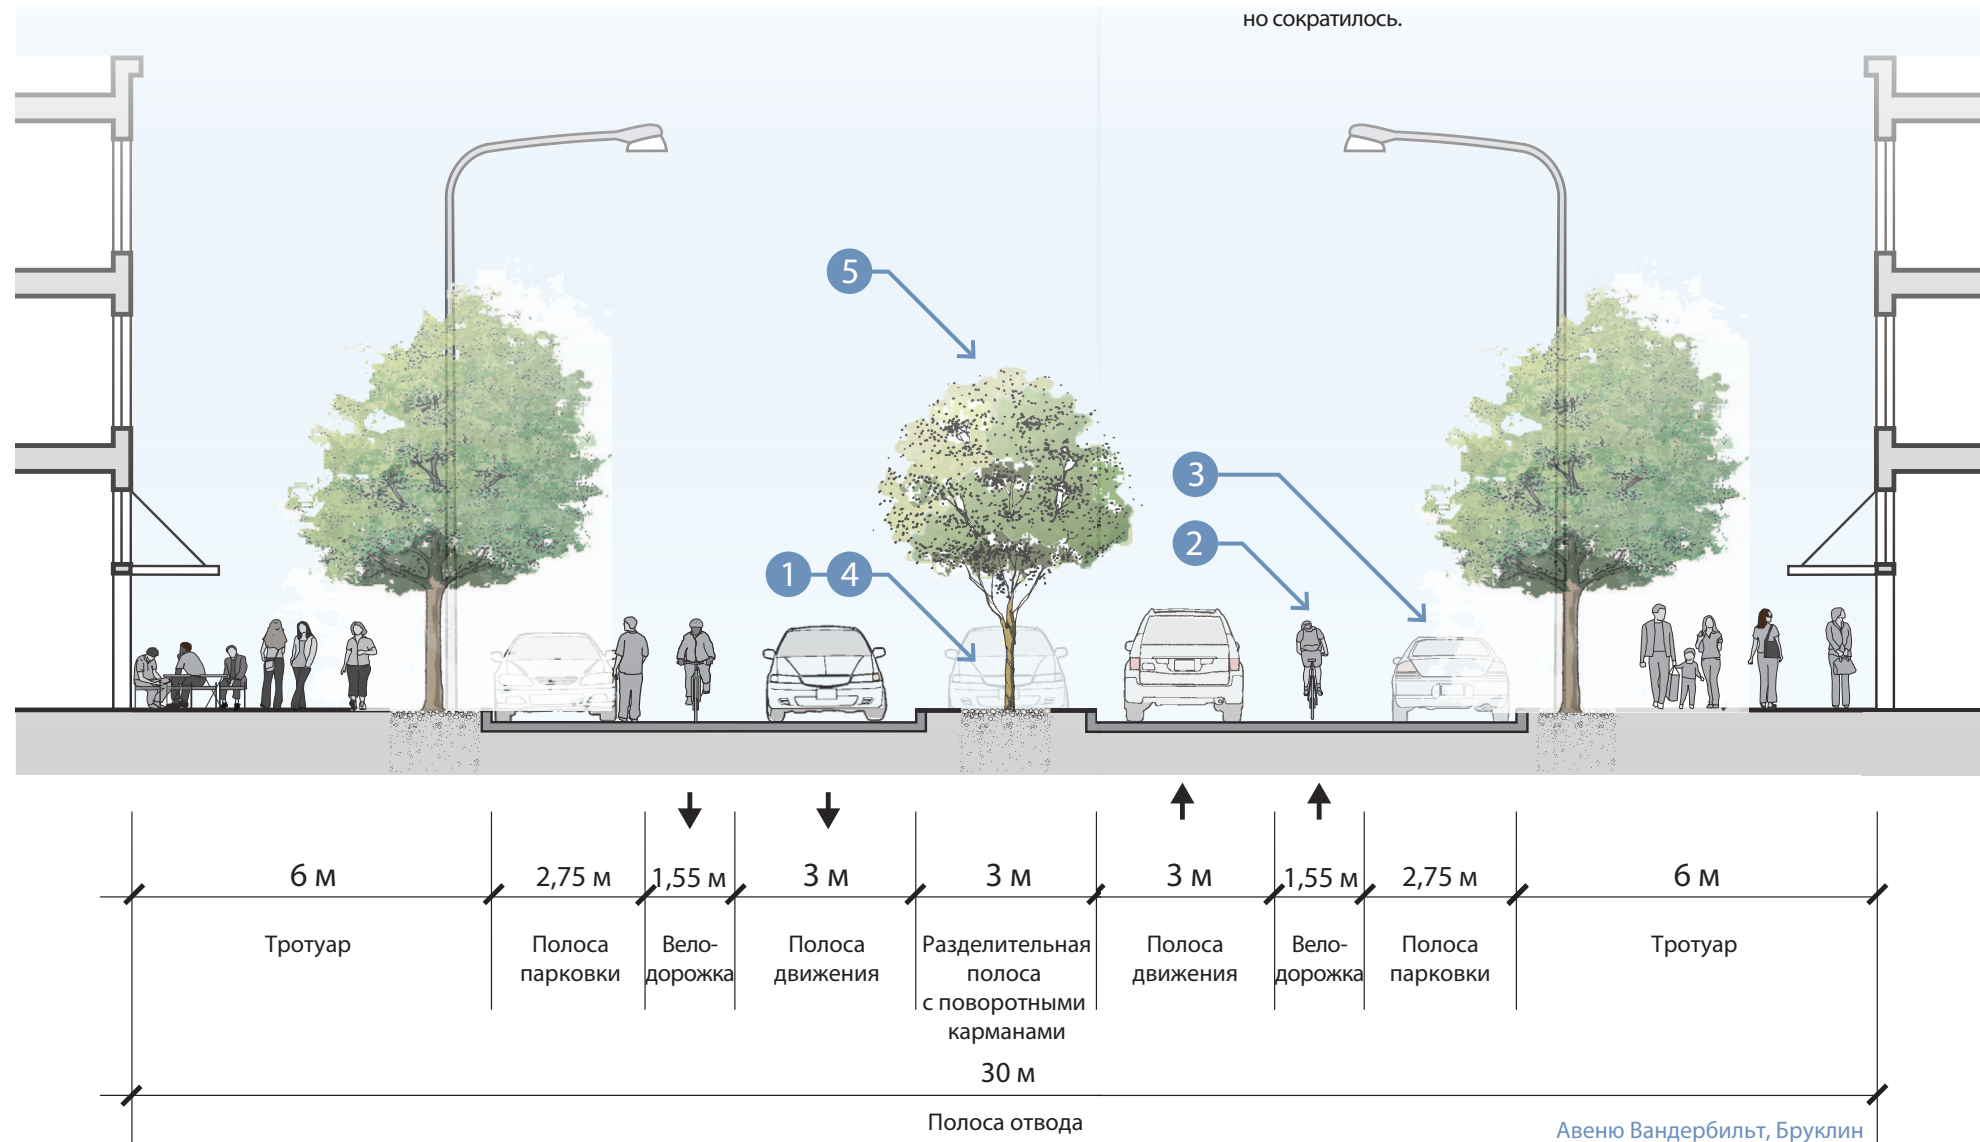 но сократилось.
5
3
2
1
4
6 м
2,75 м
1,55 м
3 м
3 м
3 м
1,55 м
2,75 м
6 м
Тротуар
Полоса
парковки
Вело-
дорожка
Полоса
движения
Разделительная
полоса
с поворотными
карманами
Полоса
движения
Вело-
дорожка
Полоса
парковки
Тротуар
30 м
Полоса отвода
Авеню Вандербильт, Бруклин